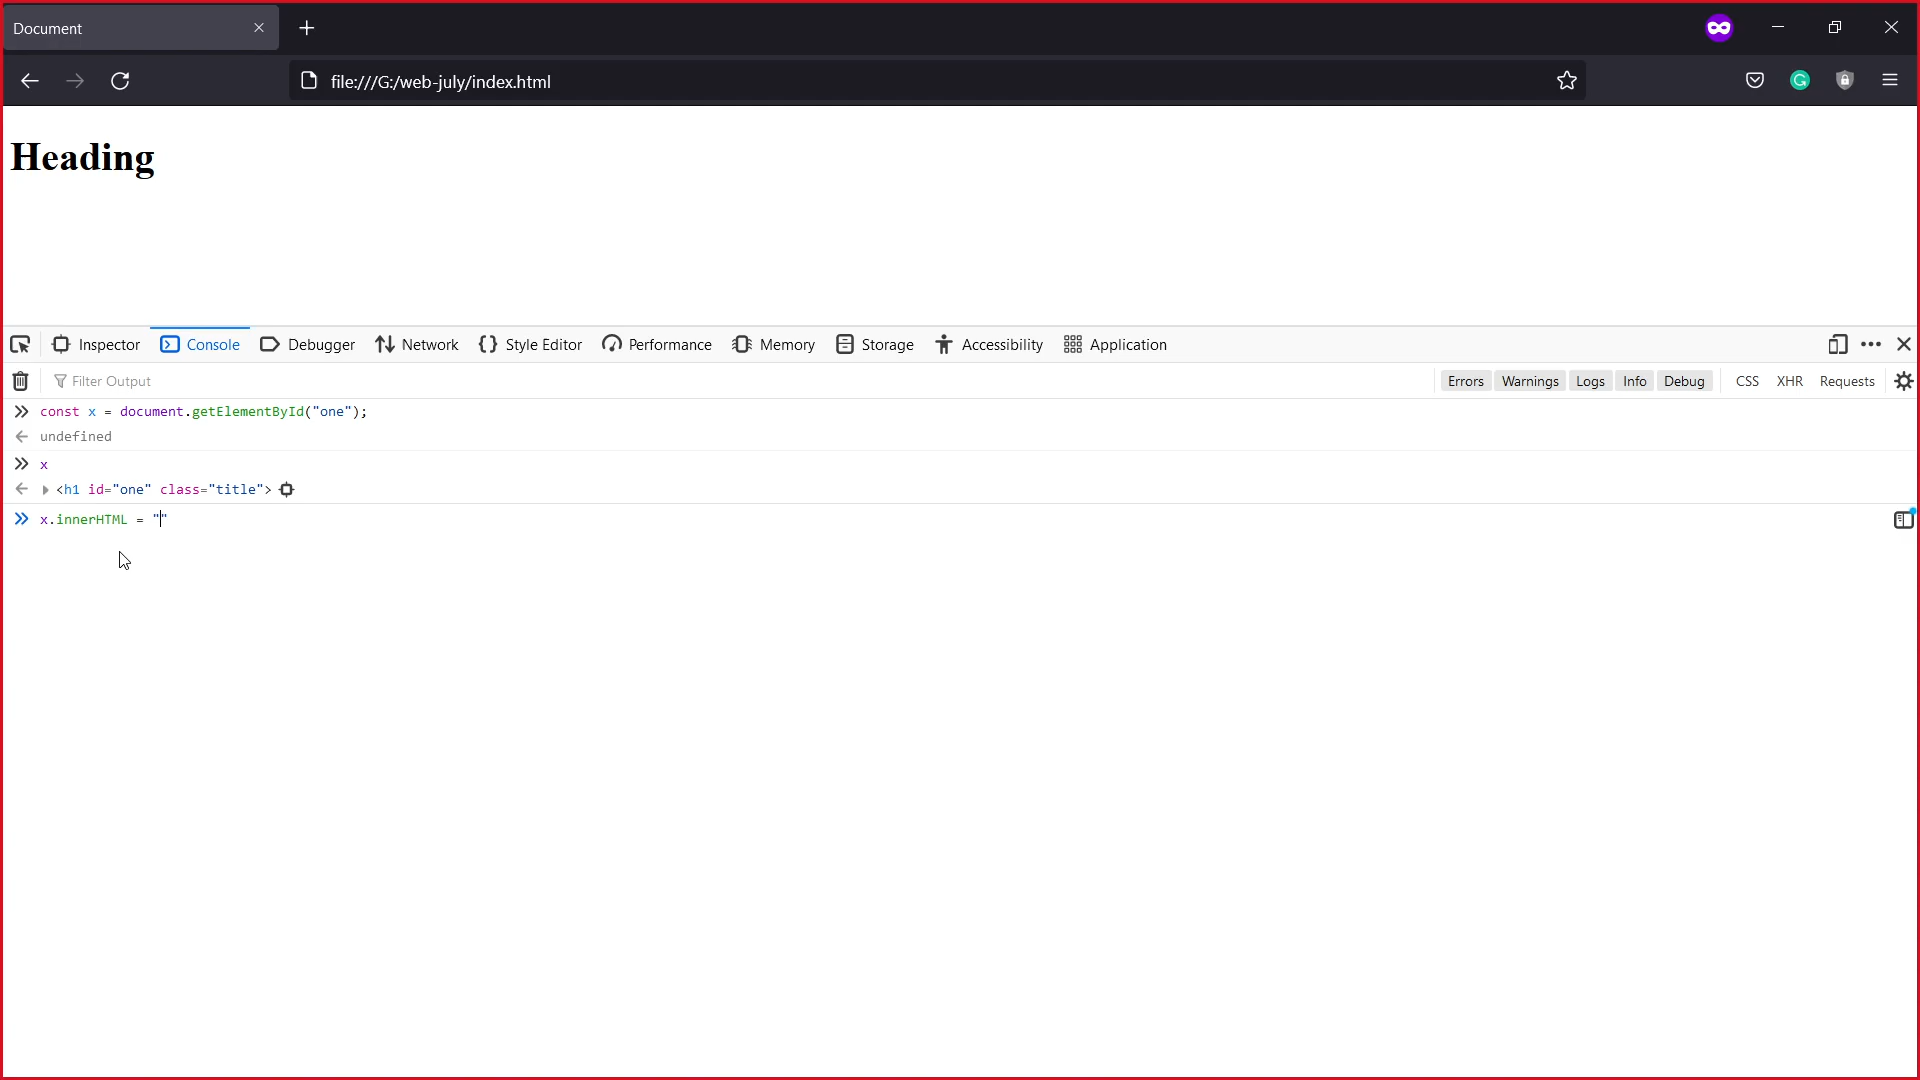 Document
file:///G:/web-july/index.html
Heading
Inspector Console Debugger Network Style Editor Performance Memory Storage Accessibility Application
Filter Output Errors Warnings Logs Info Debug CSS XHR Requests
const x = document.getElementById("one");
undefined
x
<h1 id="one" class="title">
x.innerHTML = ""